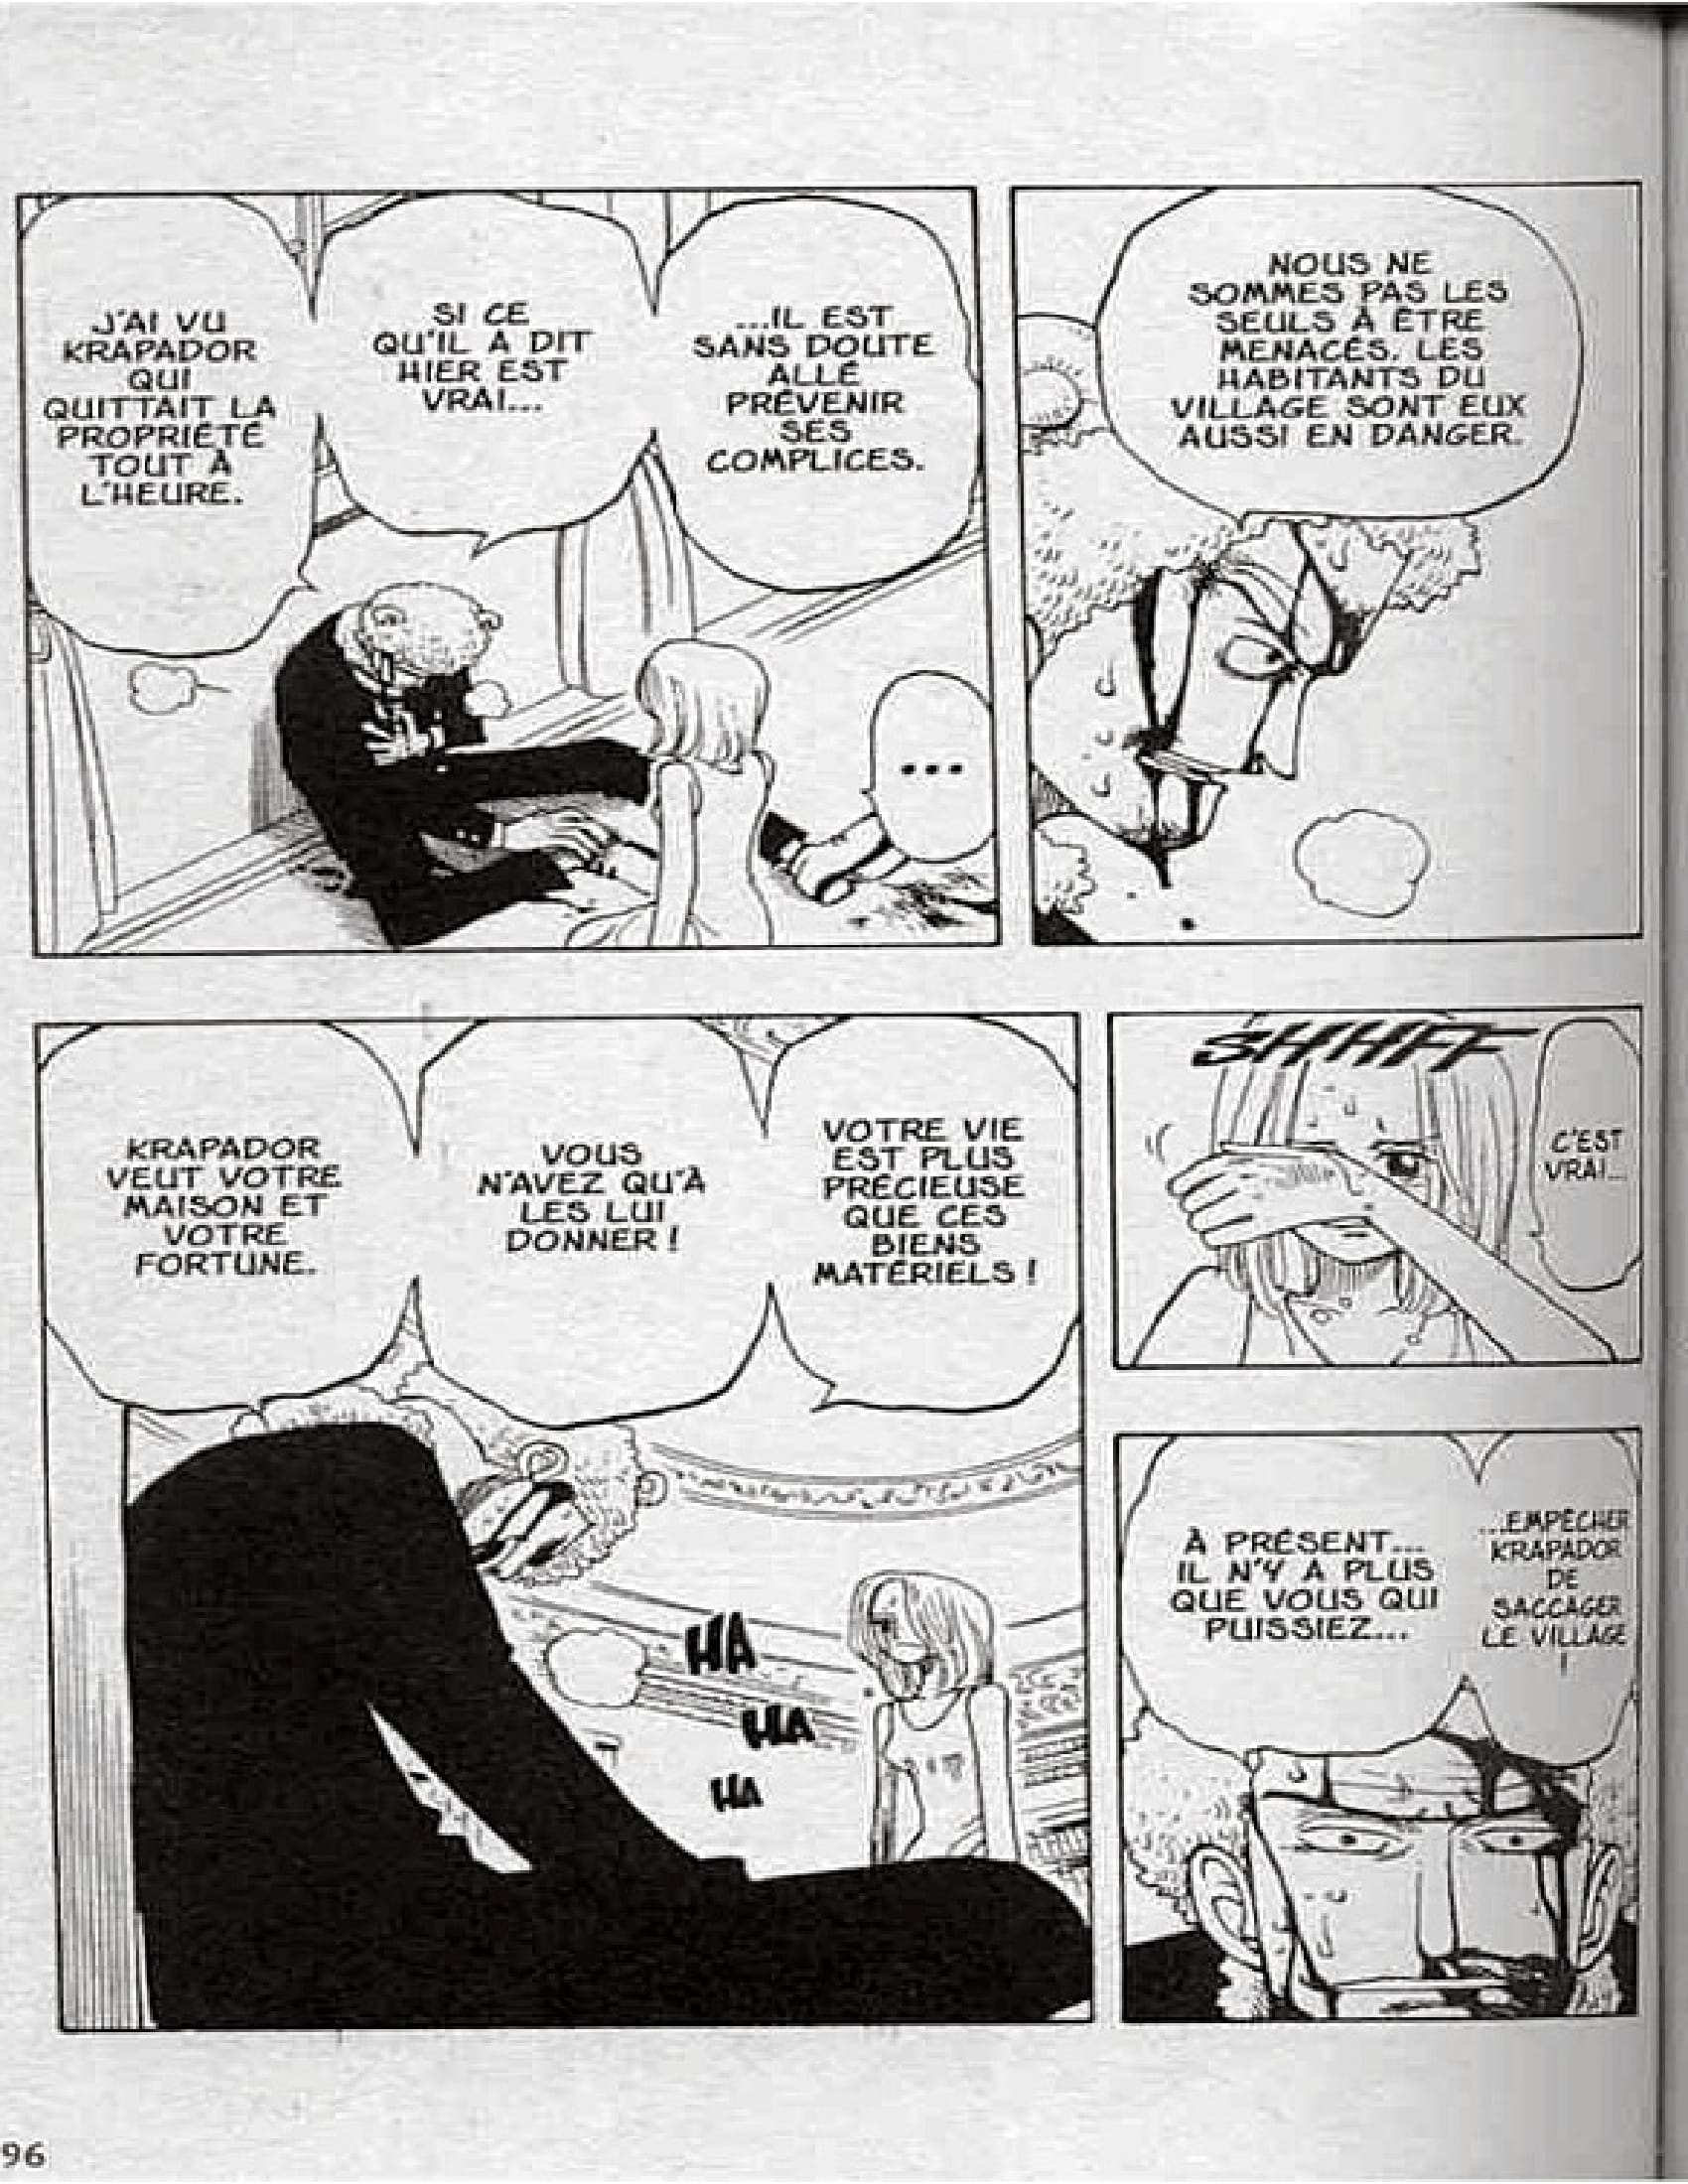 J'AI VU
KRAPADOR
QUI
QUITTAIT LA
PROPRIÉTÉ
TOUT À
L'HEURE.
SI CE
QU'IL A DIT
HIER EST
VRAI...
...IL EST
SANS DOUTE
ALLÉ
PRÉVENIR
SES
COMPLICES.
...
NOUS NE
SOMMES PAS LES
SEULS À ÊTRE
MENACÉS. LES
HABITANTS DU
VILLAGE SONT EUX
AUSSI EN DANGER.
KRAPADOR
VEUT VOTRE
MAISON ET
VOTRE
FORTUNE.
VOUS
N'AVEZ QU'À
LES LUI
DONNER !
VOTRE VIE
EST PLUS
PRÉCIEUSE
QUE CES
BIENS
MATÉRIELS !
HA
HA
HA
SHHFF
C'EST
VRAI...
À PRÉSENT...
IL N'Y A PLUS
QUE VOUS QUI
PUISSIEZ...
...EMPÊCHER
KRAPADOR
DE
SACCAGER
LE VILLAGE
!
96